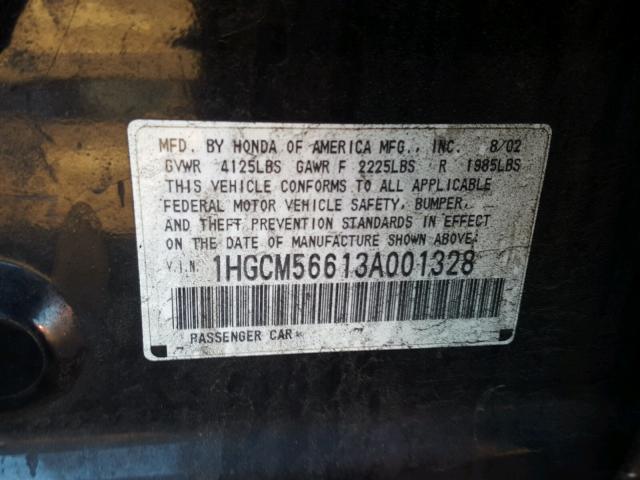 MFD. BY HONDA OF AMERICA MFG., INC. 8/02
GVWR 4125LBS GAWR F 2225LBS R 1985LBS
THIS VEHICLE CONFORMS TO ALL APPLICABLE
FEDERAL MOTOR VEHICLE SAFETY, BUMPER,
AND THEFT PREVENTION STANDARDS IN EFFECT
ON THE DATE OF MANUFACTURE SHOWN ABOVE.
V.I.N. 1HGCM56613A001328
PASSENGER CAR